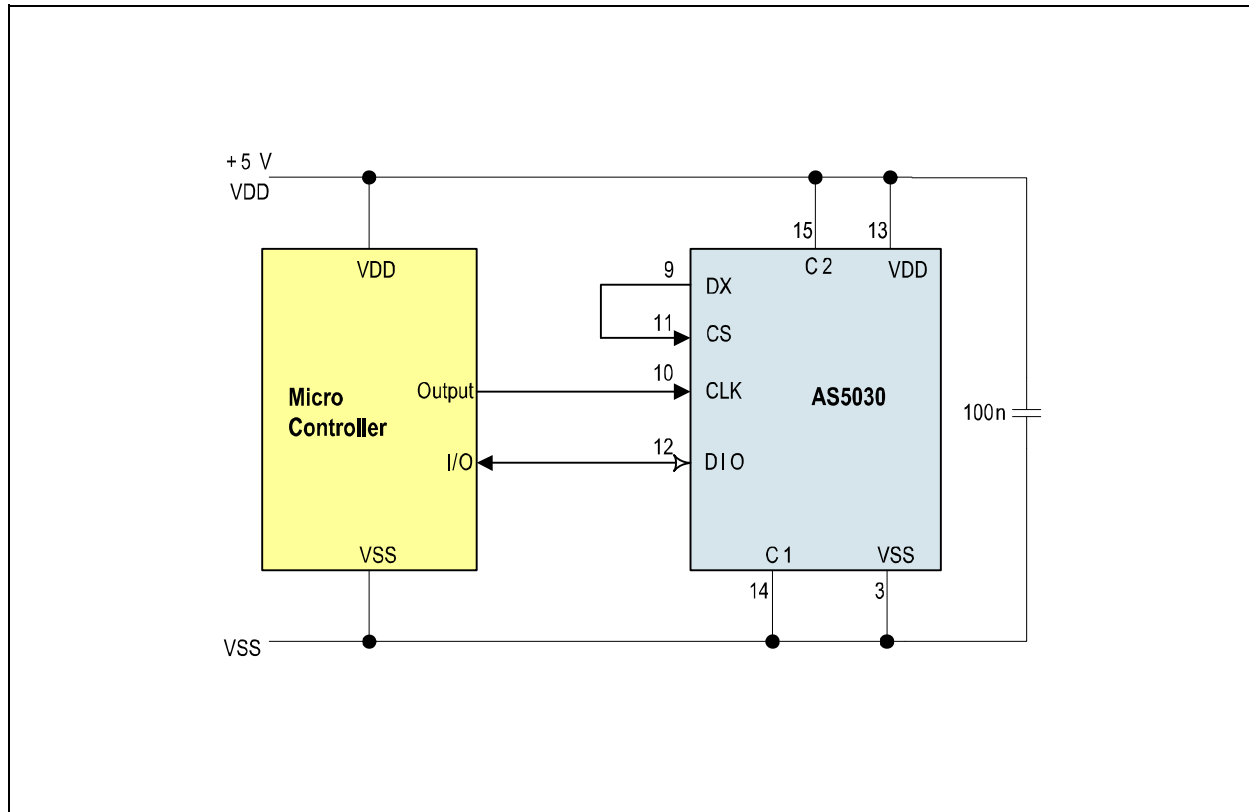 +5 V
VDD
15
13
VDD
C2
VDD
9
DX
11
CS
10
Output
CLK
Micro
Controller
AS5030
100n
12
I/O
DIO
VSS
C1
VSS
14
3
VSS